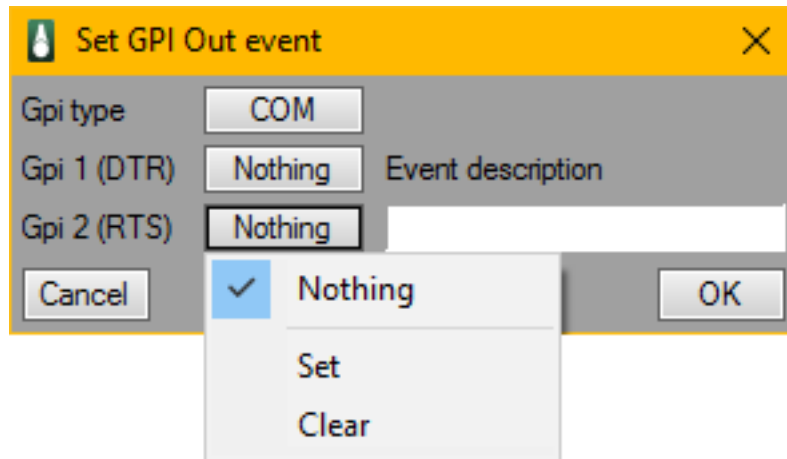 Set GPI Out event
Gpi type COM
Gpi 1 (DTR) Nothing Event description
Gpi 2 (RTS) Nothing
Cancel Nothing OK
Set
Clear